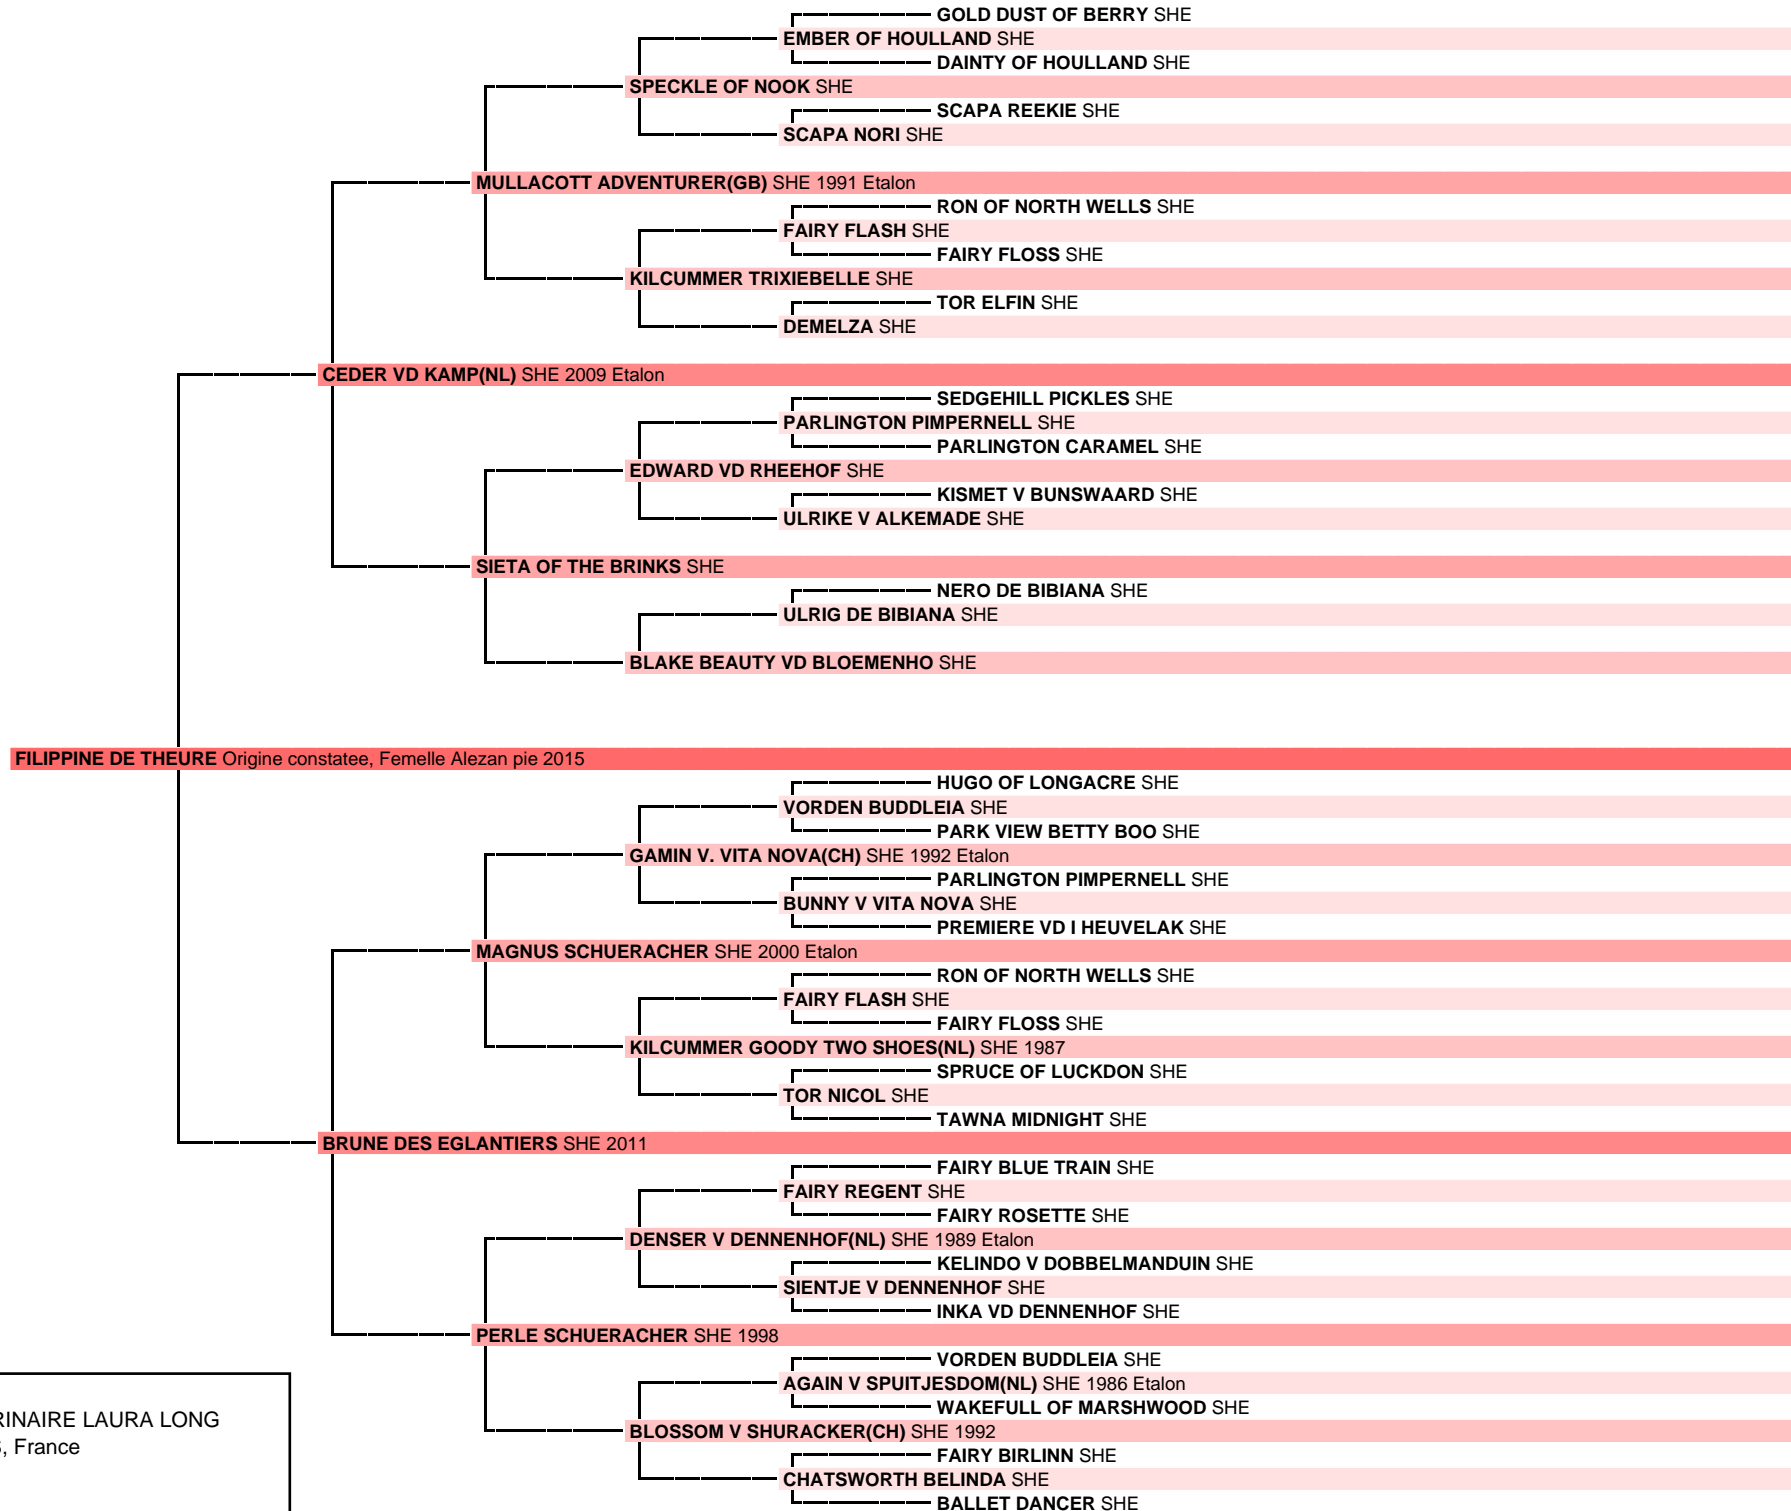 GOLD DUST OF BERRY SHE
EMBER OF HOULLAND SHE
DAINTY OF HOULLAND SHE
SPECKLE OF NOOK SHE
SCAPA REEKIE SHE
SCAPA NORI SHE
MULLACOTT ADVENTURER(GB) SHE 1991 Etalon
RON OF NORTH WELLS SHE
FAIRY FLASH SHE
FAIRY FLOSS SHE
KILCUMMER TRIXIEBELLE SHE
TOR ELFIN SHE
DEMELZA SHE
CEDER VD KAMP(NL) SHE 2009 Etalon
SEDGEHILL PICKLES SHE
PARLINGTON PIMPERNELL SHE
PARLINGTON CARAMEL SHE
EDWARD VD RHEEHOF SHE
KISMET V BUNSWAARD SHE
ULRIKE V ALKEMADE SHE
SIETA OF THE BRINKS SHE
NERO DE BIBIANA SHE
ULRIG DE BIBIANA SHE
BLAKE BEAUTY VD BLOEMENHO SHE
FILIPPINE DE THEURE Origine constatee, Femelle Alezan pie 2015
HUGO OF LONGACRE SHE
VORDEN BUDDLEIA SHE
PARK VIEW BETTY BOO SHE
GAMIN V. VITA NOVA(CH) SHE 1992 Etalon
PARLINGTON PIMPERNELL SHE
BUNNY V VITA NOVA SHE
PREMIERE VD I HEUVELAK SHE
MAGNUS SCHUERACHER SHE 2000 Etalon
RON OF NORTH WELLS SHE
FAIRY FLASH SHE
FAIRY FLOSS SHE
KILCUMMER GOODY TWO SHOES(NL) SHE 1987
SPRUCE OF LUCKDON SHE
TOR NICOL SHE
TAWNA MIDNIGHT SHE
BRUNE DES EGLANTIERS SHE 2011
FAIRY BLUE TRAIN SHE
FAIRY REGENT SHE
FAIRY ROSETTE SHE
DENSER V DENNENHOF(NL) SHE 1989 Etalon
KELINDO V DOBBELMANDUIN SHE
SIENTJE V DENNENHOF SHE
INKA VD DENNENHOF SHE
PERLE SCHUERACHER SHE 1998
VORDEN BUDDLEIA SHE
AGAIN V SPUITJESDOM(NL) SHE 1986 Etalon
WAKEFULL OF MARSHWOOD SHE
BLOSSOM V SHURACKER(CH) SHE 1992
FAIRY BIRLINN SHE
CHATSWORTH BELINDA SHE
BALLET DANCER SHE
RINAIRE LAURA LONG
, France